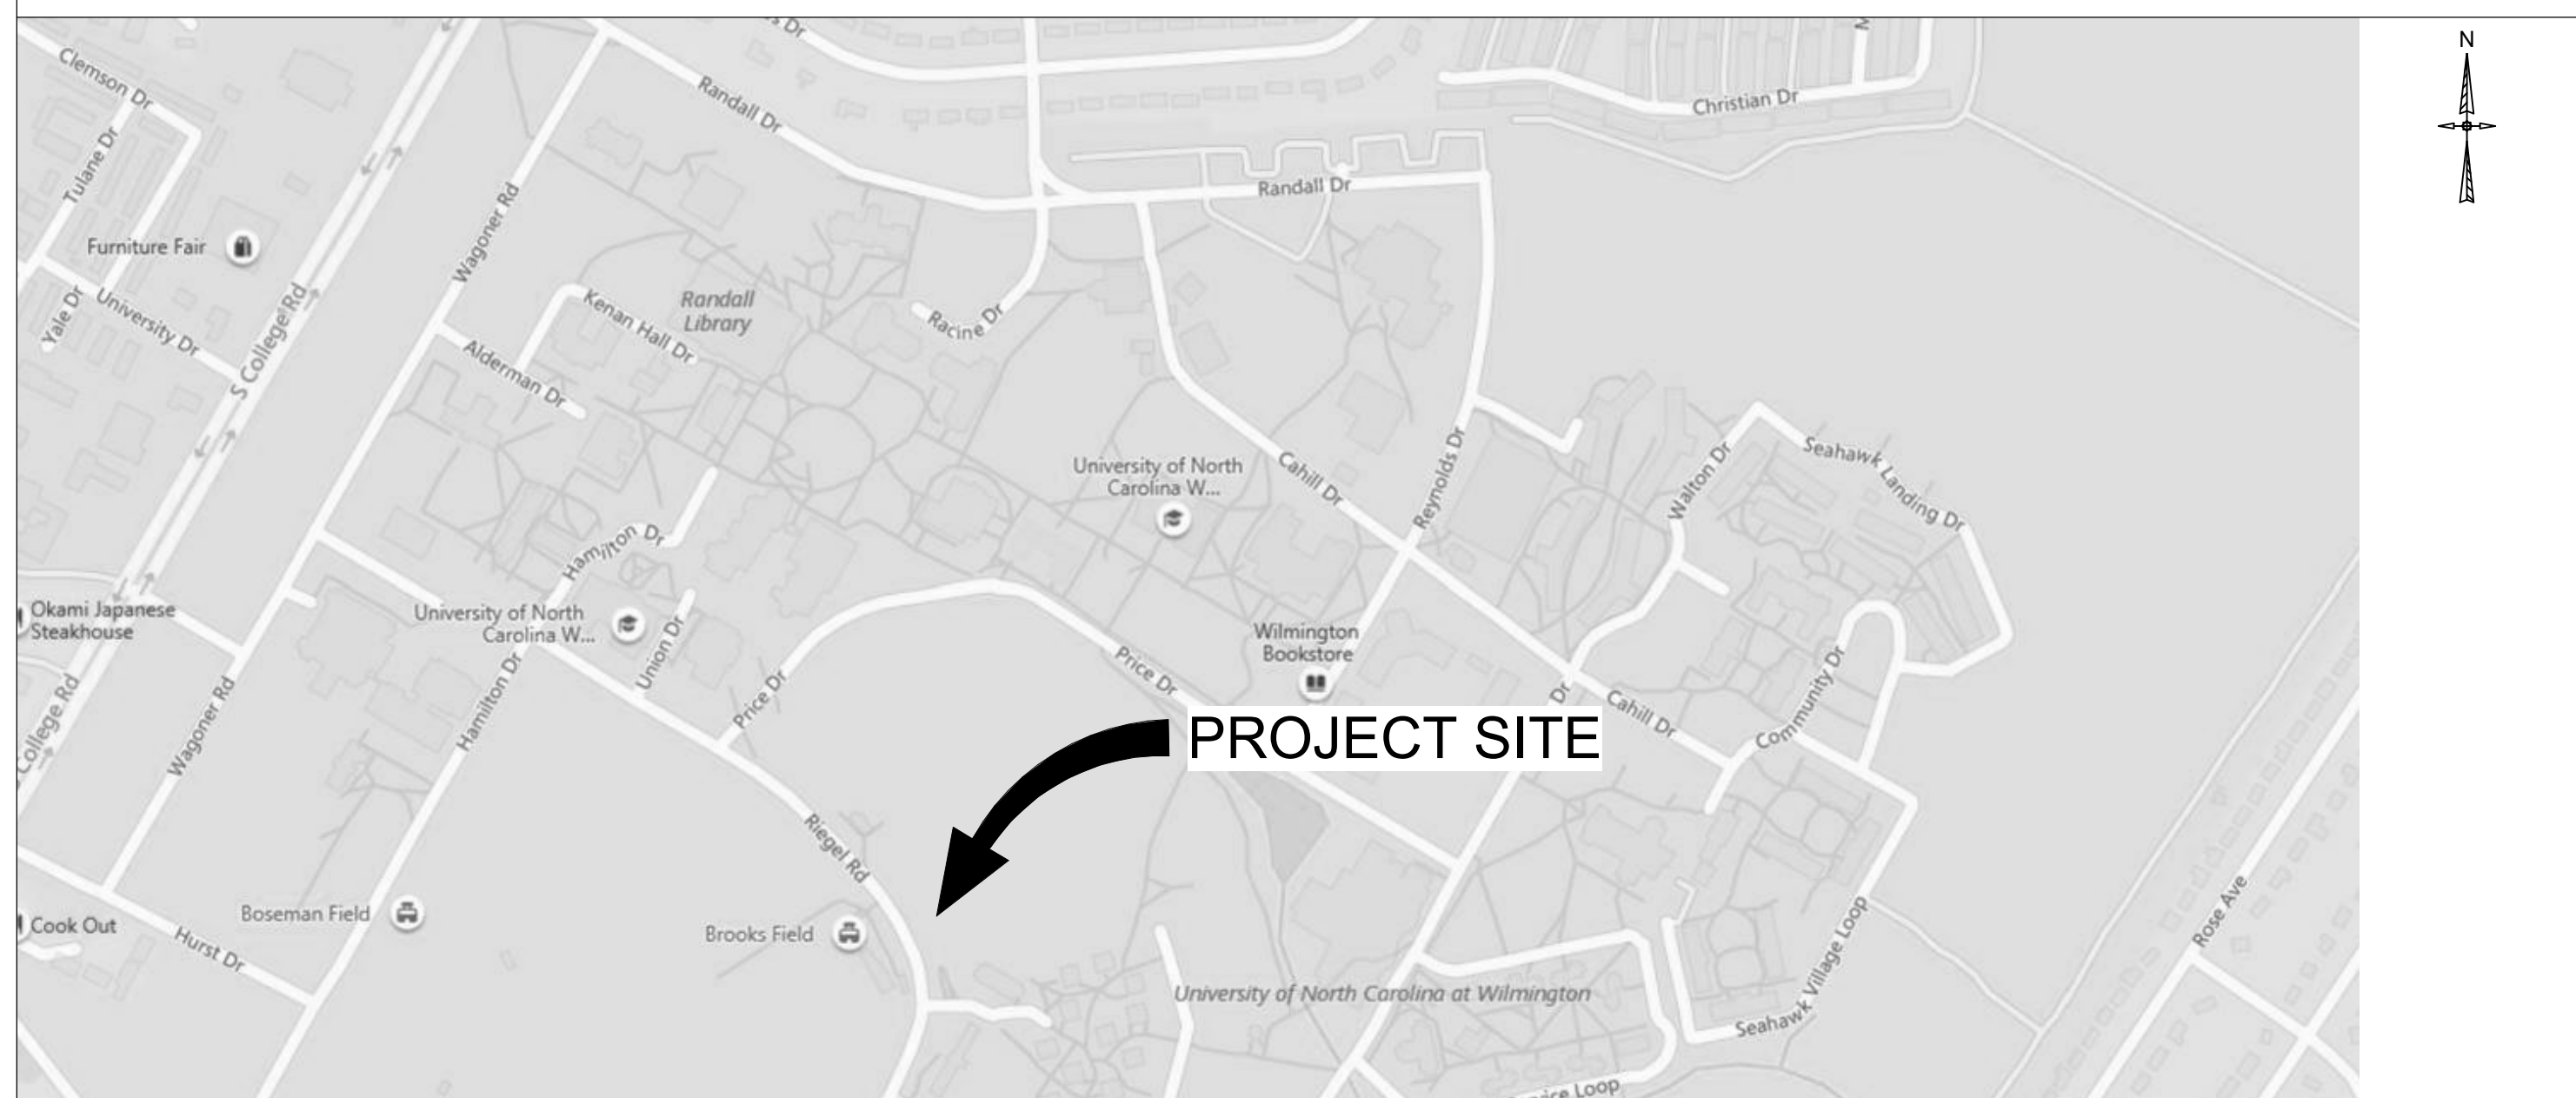 N
Clemson Dr
Randall Dr
Christian Dr
Tulane Dr
Randall Dr
Wagoner Rd
Furniture Fair
Yale Dr
University Dr
S College Rd
Kenan Hall Dr
Randall
Library
Racine Dr
Alderman Dr
University of North
Carolina W...
Cahill Dr
Reynolds Dr
Walton Dr
Seahawk Landing Dr
Hamilton Dr
Okami Japanese
Steakhouse
University of North
Carolina W...
Union Dr
Wilmington
Bookstore
Price Dr
Price Dr
Hamilton Dr
Wagoner Rd
College Rd
Dr
Cahill Dr
Community Dr
PROJECT SITE
Riegel Rd
Boseman Field
Brooks Field
Cook Out
Hurst Dr
Rose Ave
University of North Carolina at Wilmington
Seahawk Village Loop
Loop